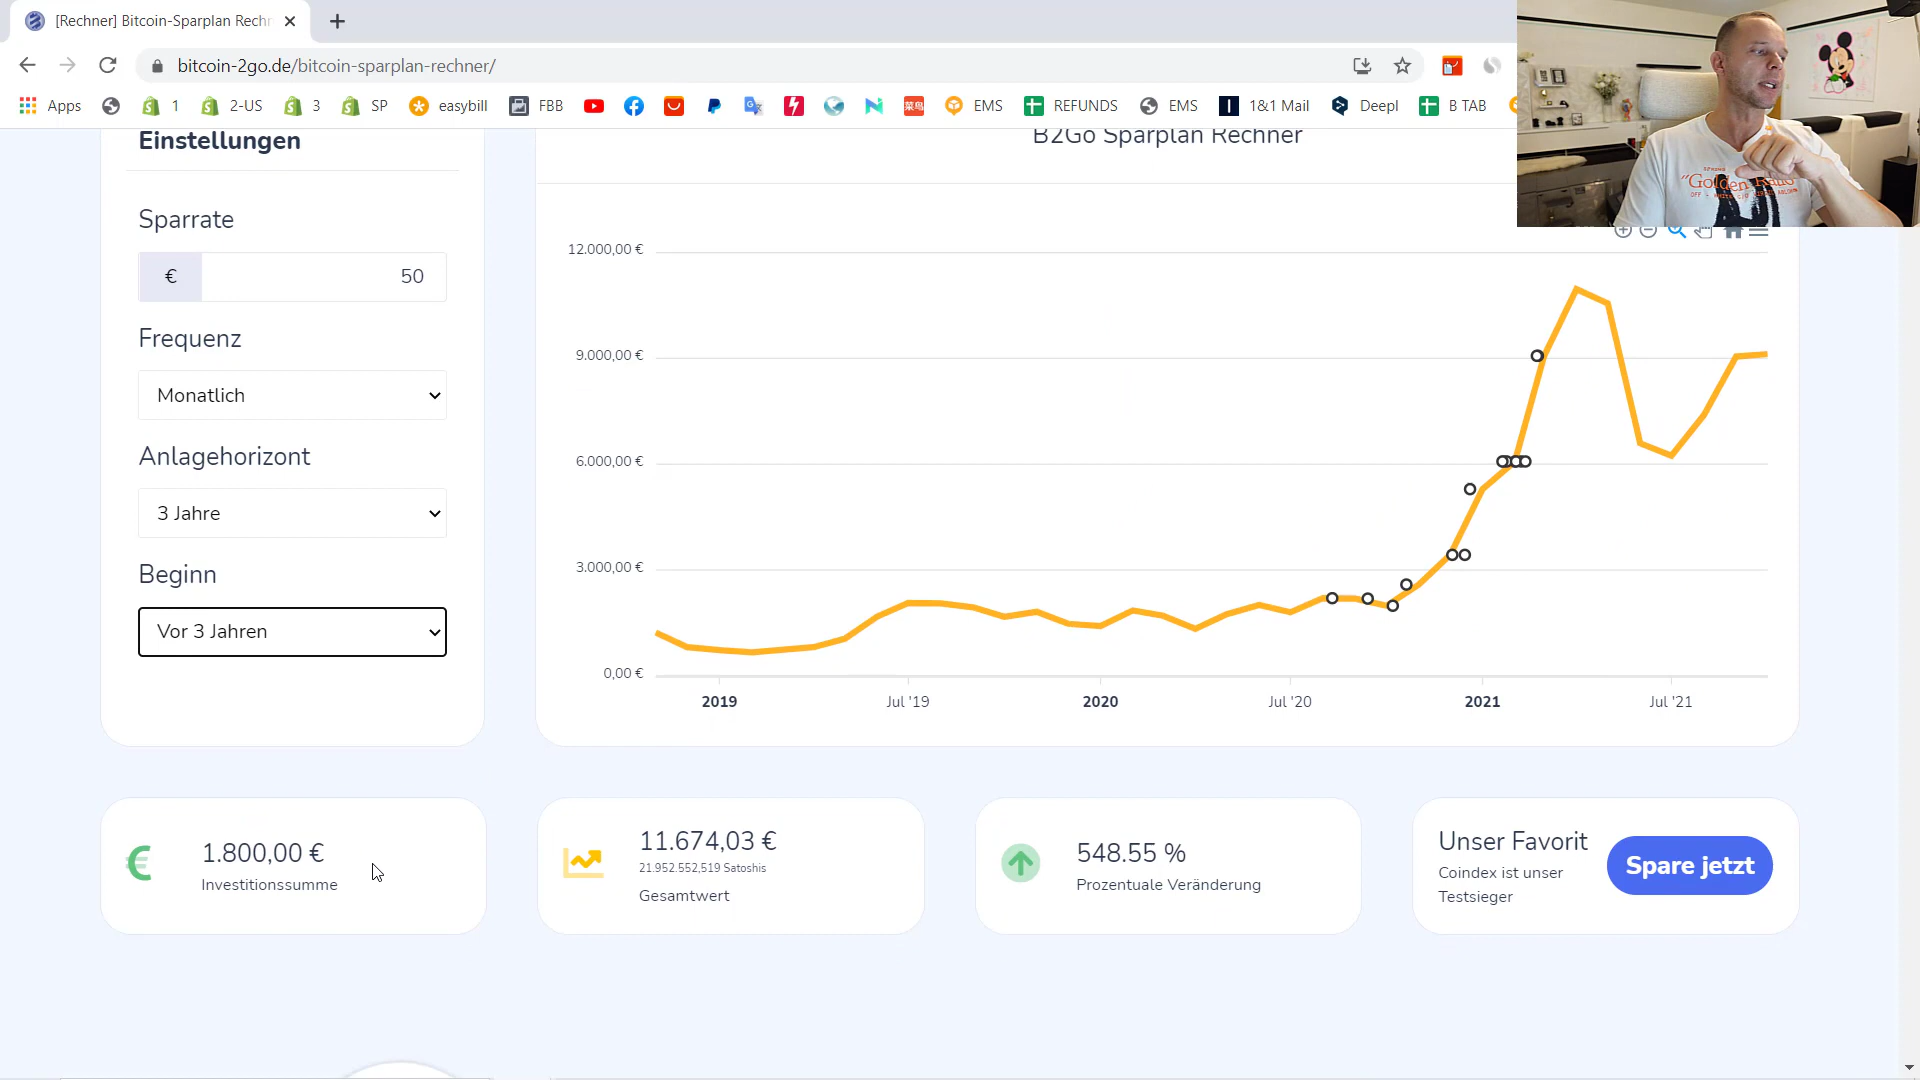 [Rechner] Bitcoin-Sparplan Rech
bitcoin-2go.de/bitcoin-sparplan-rechner/
Apps
1
2-US
3
SP
easybill
FBB
EMS
REFUNDS
EMS
1&1 Mail
Deepl
B TAB
Einstellungen
B2Go Sparplan Rechner
Sparrate
€
50
Frequenz
Monatlich
Anlagehorizont
3 Jahre
Beginn
Vor 3 Jahren
12.000,00 €
9.000,00 €
6.000,00 €
3.000,00 €
0,00 €
2019
Jul '19
2020
Jul '20
2021
Jul '21
1.800,00 €
Investitionssumme
11.674,03 €
21.952.552,519 Satoshis
Gesamtwert
548.55 %
Prozentuale Veränderung
Unser Favorit
Coindex ist unser
Testsieger
Spare jetzt